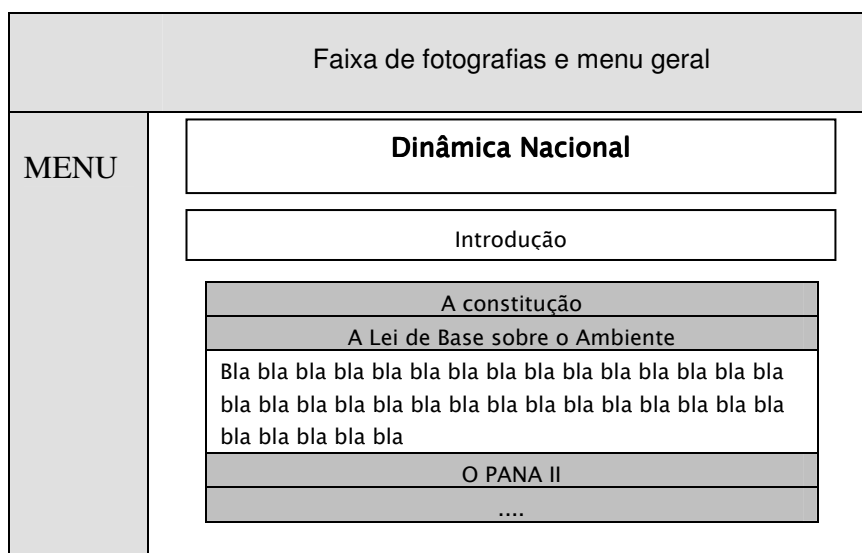 Faixa de fotografias e menu geral
MENU
Dinâmica Nacional
Introdução
A constitução
A Lei de Base sobre o Ambiente
Bla bla bla bla bla bla bla bla bla bla bla bla bla bla bla
bla bla bla bla bla bla bla bla bla bla bla bla bla bla bla
bla bla bla bla bla
O PANA II
....